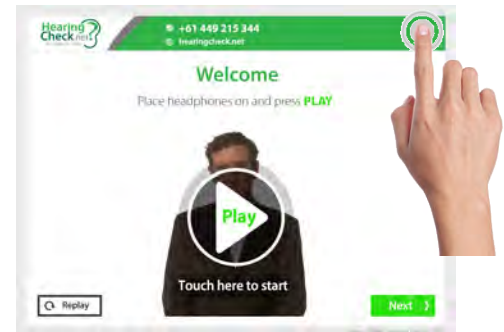 Hearing
Check.net?
+61 449 215 344
hearingcheck.net
Welcome
Place headphones on and press PLAY
Play
Touch here to start
Replay
Next